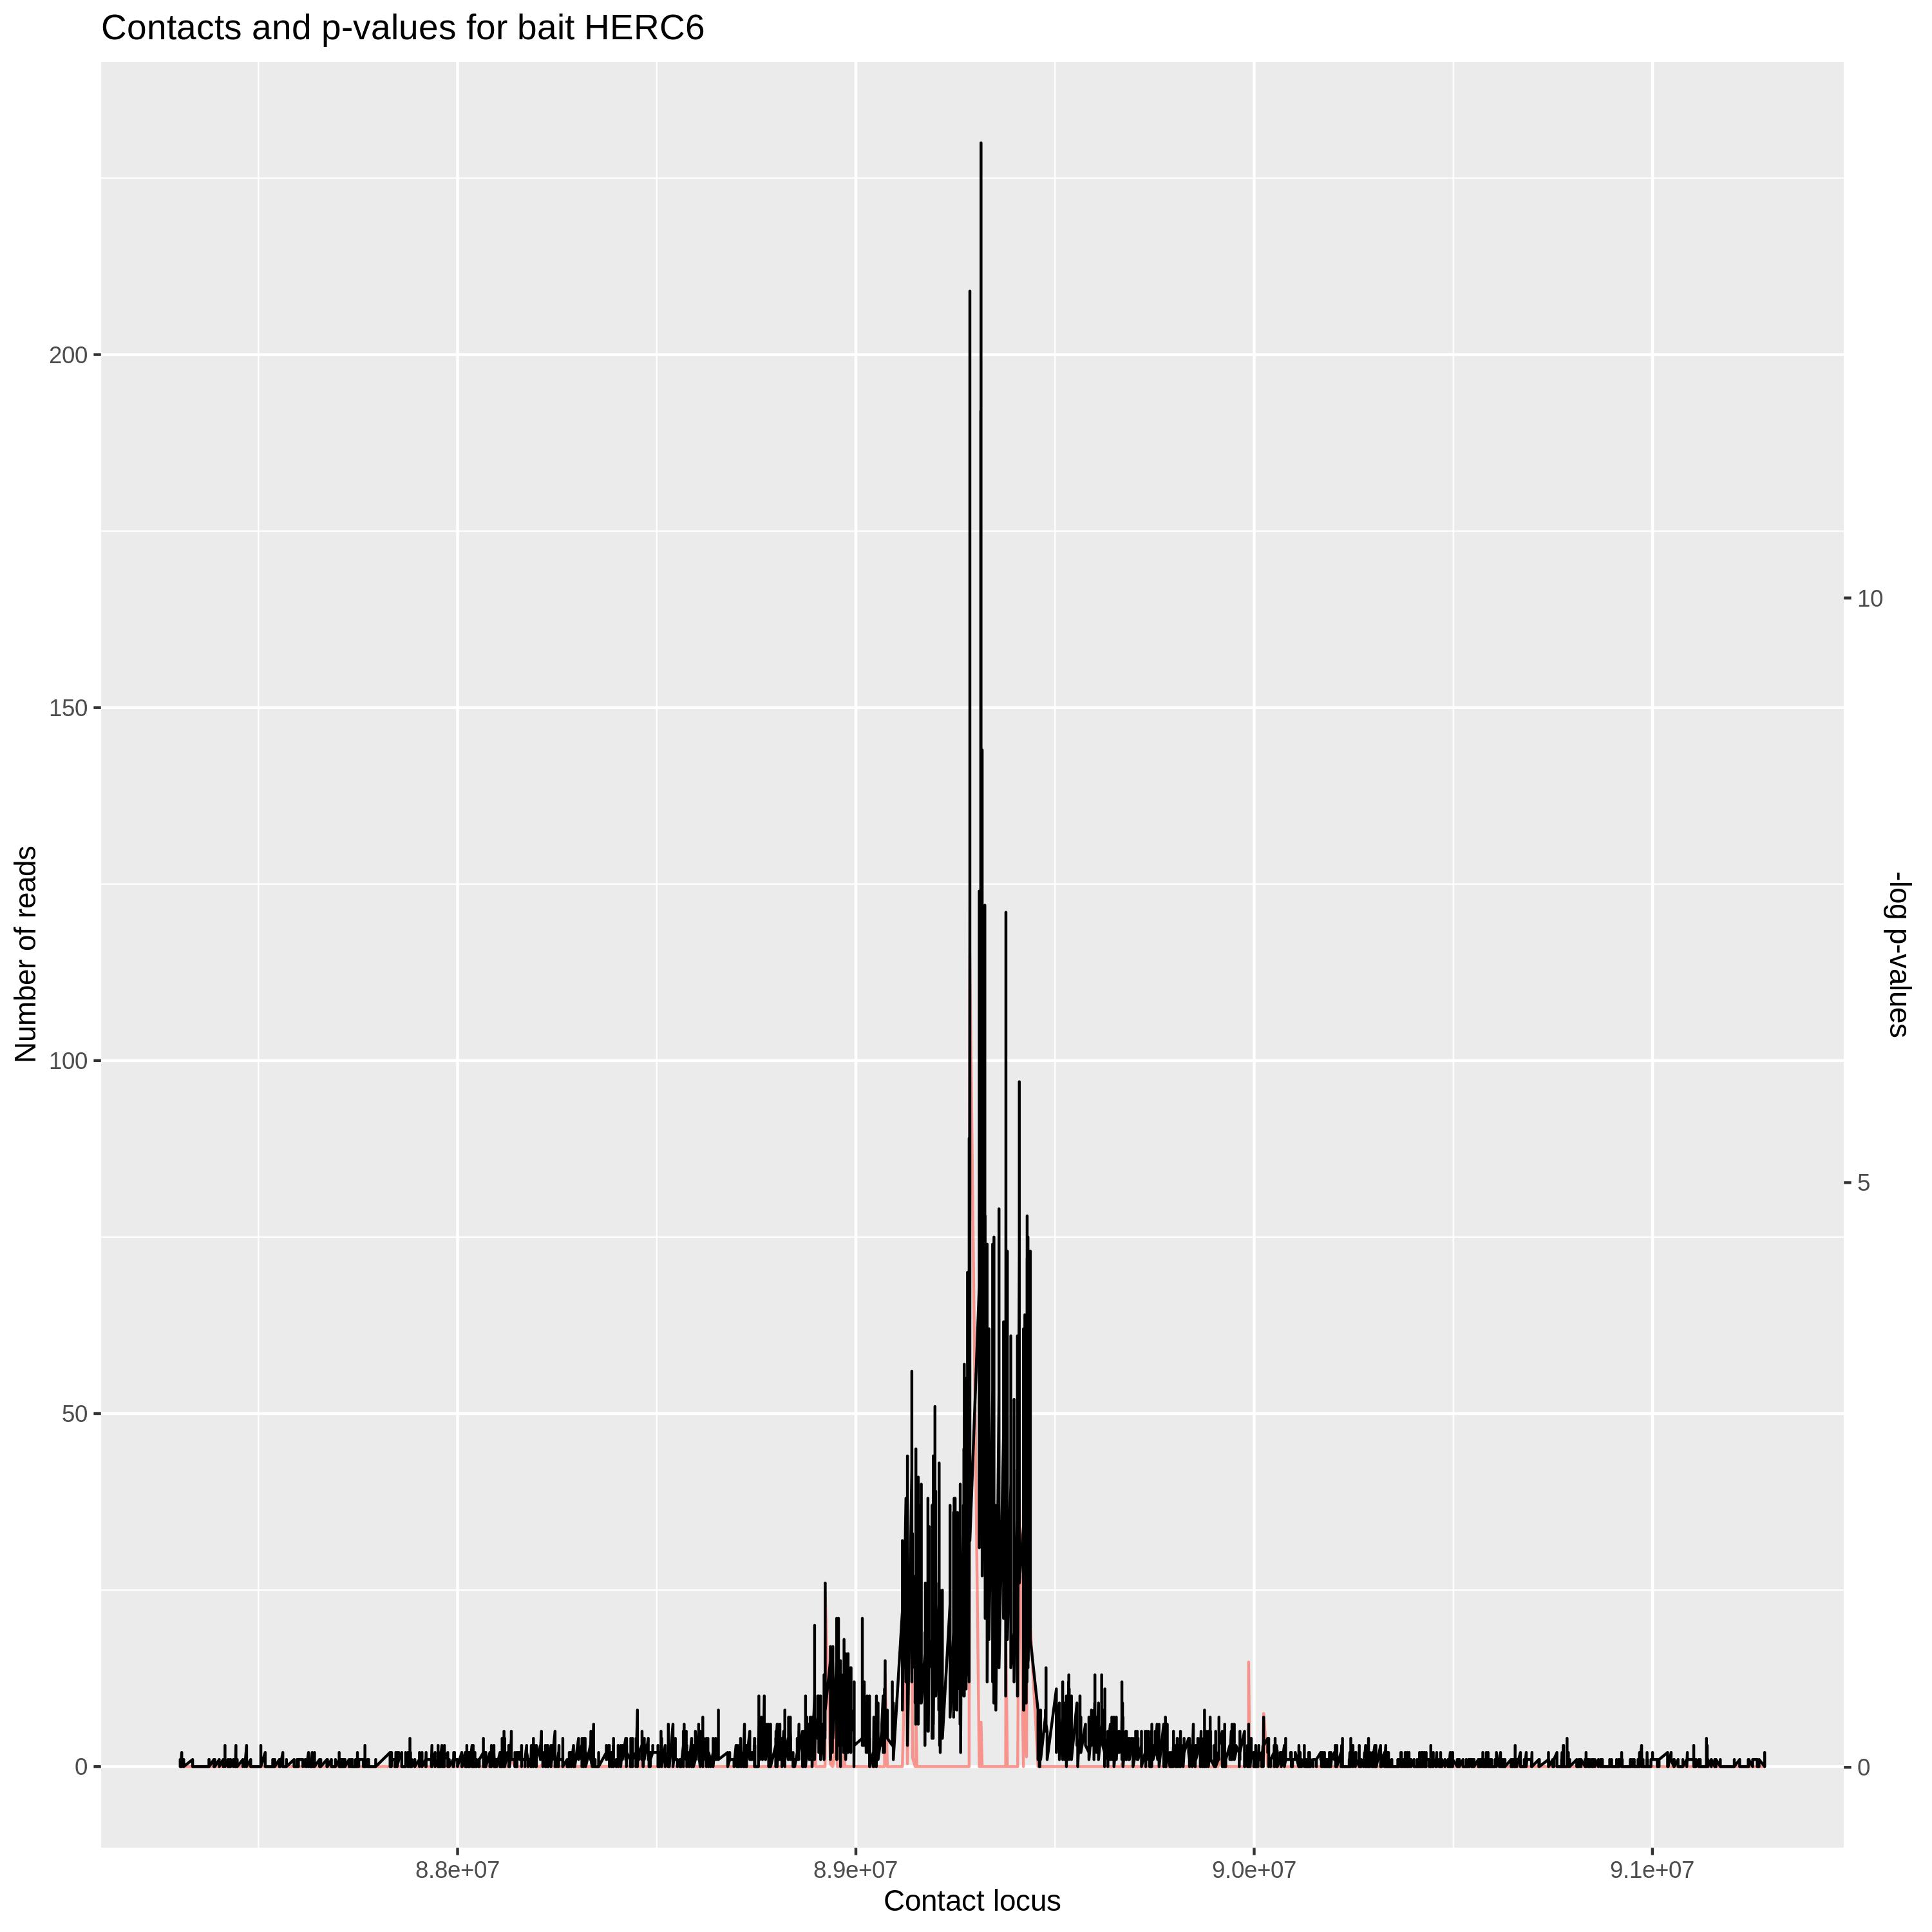 Contacts and p-values for bait HERC6
200
150
100
50
0
Number of reads
10
5
0
-log p-values
8.8e+07
8.9e+07
9.0e+07
9.1e+07
Contact locus